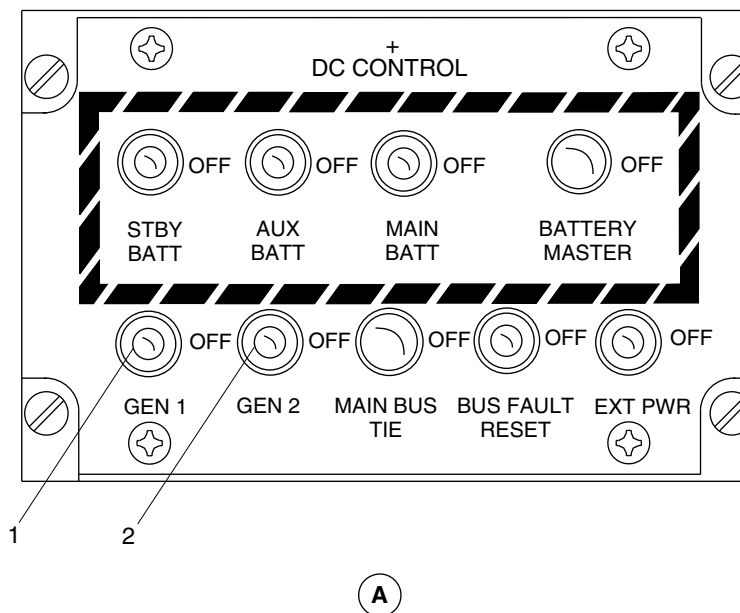 +
DC CONTROL
OFF OFF OFF OFF
STBY BATT AUX BATT MAIN BATT BATTERY MASTER
OFF OFF OFF OFF OFF
GEN 1 GEN 2 MAIN BUS TIE BUS FAULT RESET EXT PWR
1 2
A